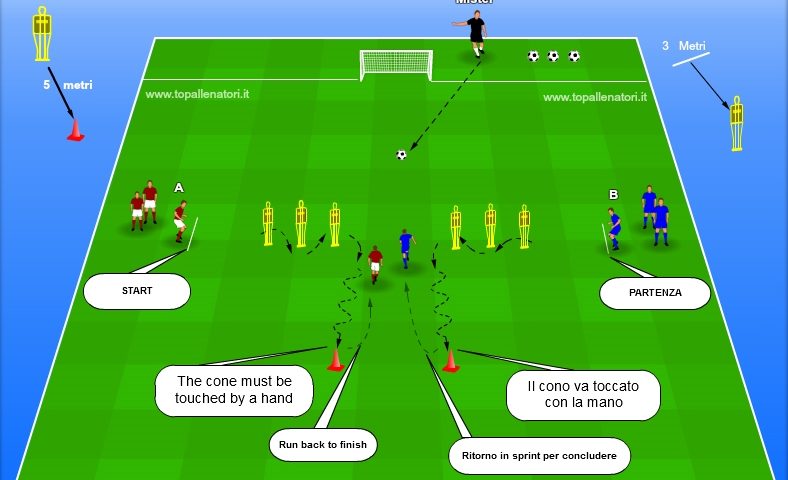 Mister
3 Metri
5 metri
www.topallenatori.it
www.topallenatori.it
A
B
START
PARTENZA
The cone must be
touched by a hand
Il cono va toccato
con la mano
Run back to finish
Ritorno in sprint per concludere